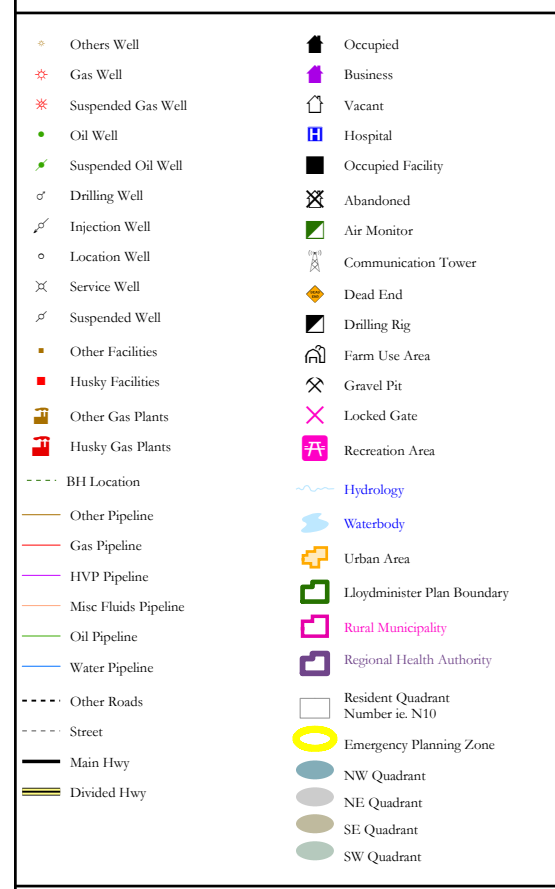 Others Well
Gas Well
Suspended Gas Well
Oil Well
Suspended Oil Well
Drilling Well
Injection Well
Location Well
Service Well
Suspended Well
Other Facilities
Husky Facilities
Other Gas Plants
Husky Gas Plants
BH Location
Other Pipeline
Gas Pipeline
HVP Pipeline
Misc Fluids Pipeline
Oil Pipeline
Water Pipeline
Other Roads
Street
Main Hwy
Divided Hwy
Occupied
Business
Vacant
H Hospital
Occupied Facility
Abandoned
Air Monitor
Communication Tower
DEAD
END
Dead End
Drilling Rig
Farm Use Area
Gravel Pit
Locked Gate
Recreation Area
Hydrology
Waterbody
Urban Area
Lloydminister Plan Boundary
Rural Municipality
Regional Health Authority
Resident Quadrant
Number ie. N10
Emergency Planning Zone
NW Quadrant
NE Quadrant
SE Quadrant
SW Quadrant